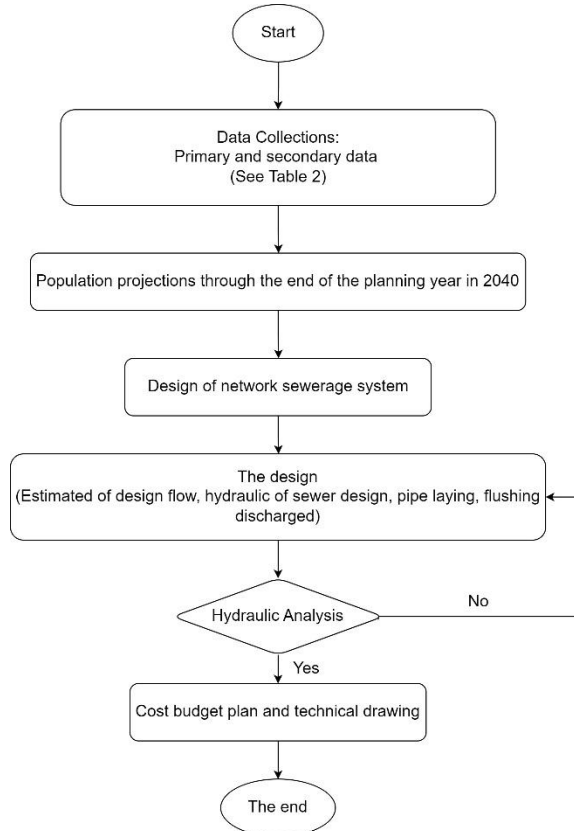 Start
Data Collections:
Primary and secondary data
(See Table 2)
Population projections through the end of the planning year in 2040
Design of network sewerage system
The design
(Estimated of design flow, hydraulic of sewer design, pipe laying, flushing
discharged)
Hydraulic Analysis
No
Yes
Cost budget plan and technical drawing
The end